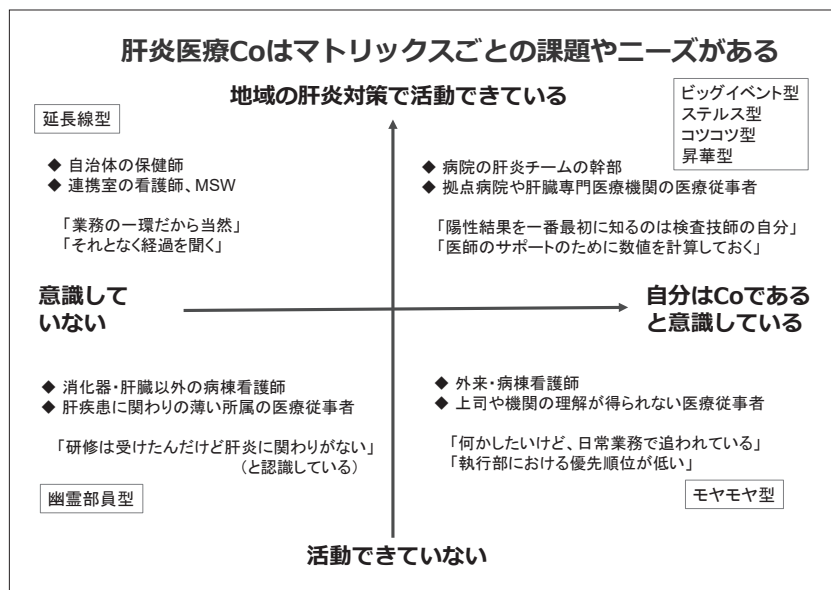 肝炎医療Coはマトリックスごとの課題やニーズがある
地域の肝炎対策で活動できている
延長線型
ビッグイベント型
ステルス型
コツコツ型
昇華型
◆ 自治体の保健師
◆ 連携室の看護師、MSW
「業務の一環だから当然」
「それとなく経過を聞く」
◆ 病院の肝炎チームの幹部
◆ 拠点病院や肝臓専門医療機関の医療従事者
「陽性結果を一番最初に知るのは検査技師の自分」
「医師のサポートのために数値を計算しておく」
意識して
いない
自分はCoである
と意識している
◆ 消化器・肝臓以外の病棟看護師
◆ 肝疾患に関わりの薄い所属の医療従事者
「研修は受けたんだけど肝炎に関わりがない」
（と認識している）
幽霊部員型
◆ 外来・病棟看護師
◆ 上司や機関の理解が得られない医療従事者
「何かしたいけど、日常業務で追われている」
「執行部における優先順位が低い」
モヤモヤ型
活動できていない